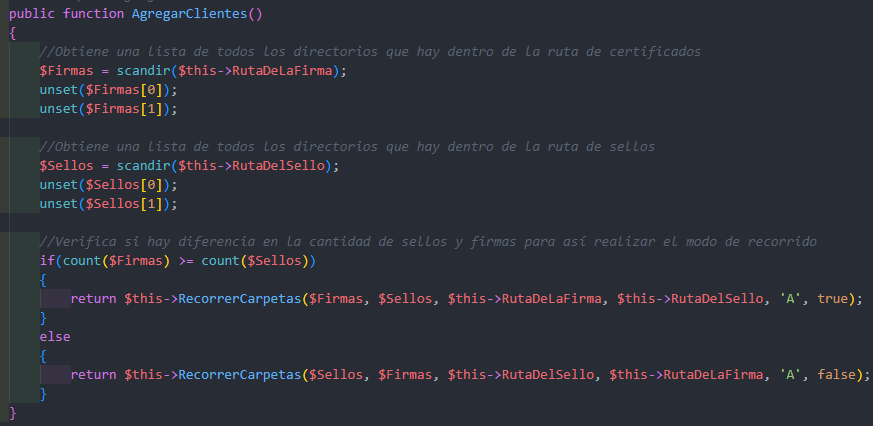 public function AgregarClientes()
{
//Obtiene una lista de todos los directorios que hay dentro de la ruta de certificados
$Firmas = scandir($this->RutaDeLaFirma);
unset($Firmas[0]);
unset($Firmas[1]);
//Obtiene una lista de todos los directorios que hay dentro de la ruta de sellos
$Sellos = scandir($this->RutaDelSello);
unset($Sellos[0]);
unset($Sellos[1]);
//Verifica si hay diferencia en la cantidad de sellos y firmas para así realizar el modo de recorrido
if(count($Firmas) >= count($Sellos))
{
return $this->RecorrerCarpetas($Firmas, $Sellos, $this->RutaDeLaFirma, $this->RutaDelSello, 'A', true);
}
else
{
return $this->RecorrerCarpetas($Sellos, $Firmas, $this->RutaDelSello, $this->RutaDeLaFirma, 'A', false);
}
}